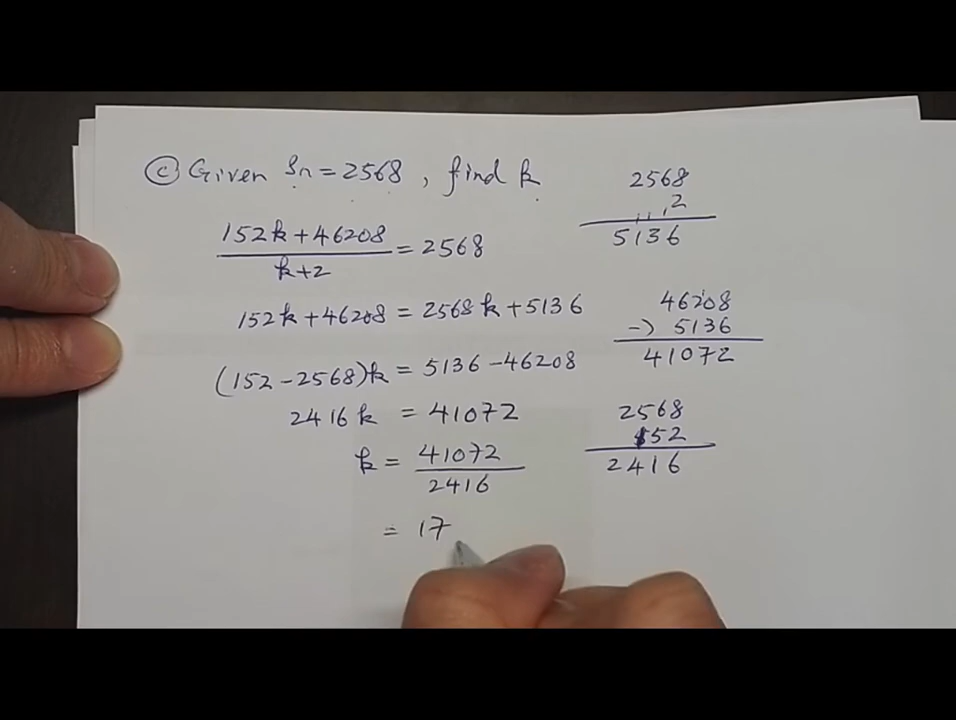 ⓒ Given Sn = 2568, find k
152k + 46208 / k+2 = 2568
152k + 46208 = 2568k + 5136
(152 - 2568)k = 5136 - 46208
2416k = 41072
k = 41072 / 2416
= 17
2568
2
5136
46208
-) 5136
41072
2568
152
2416